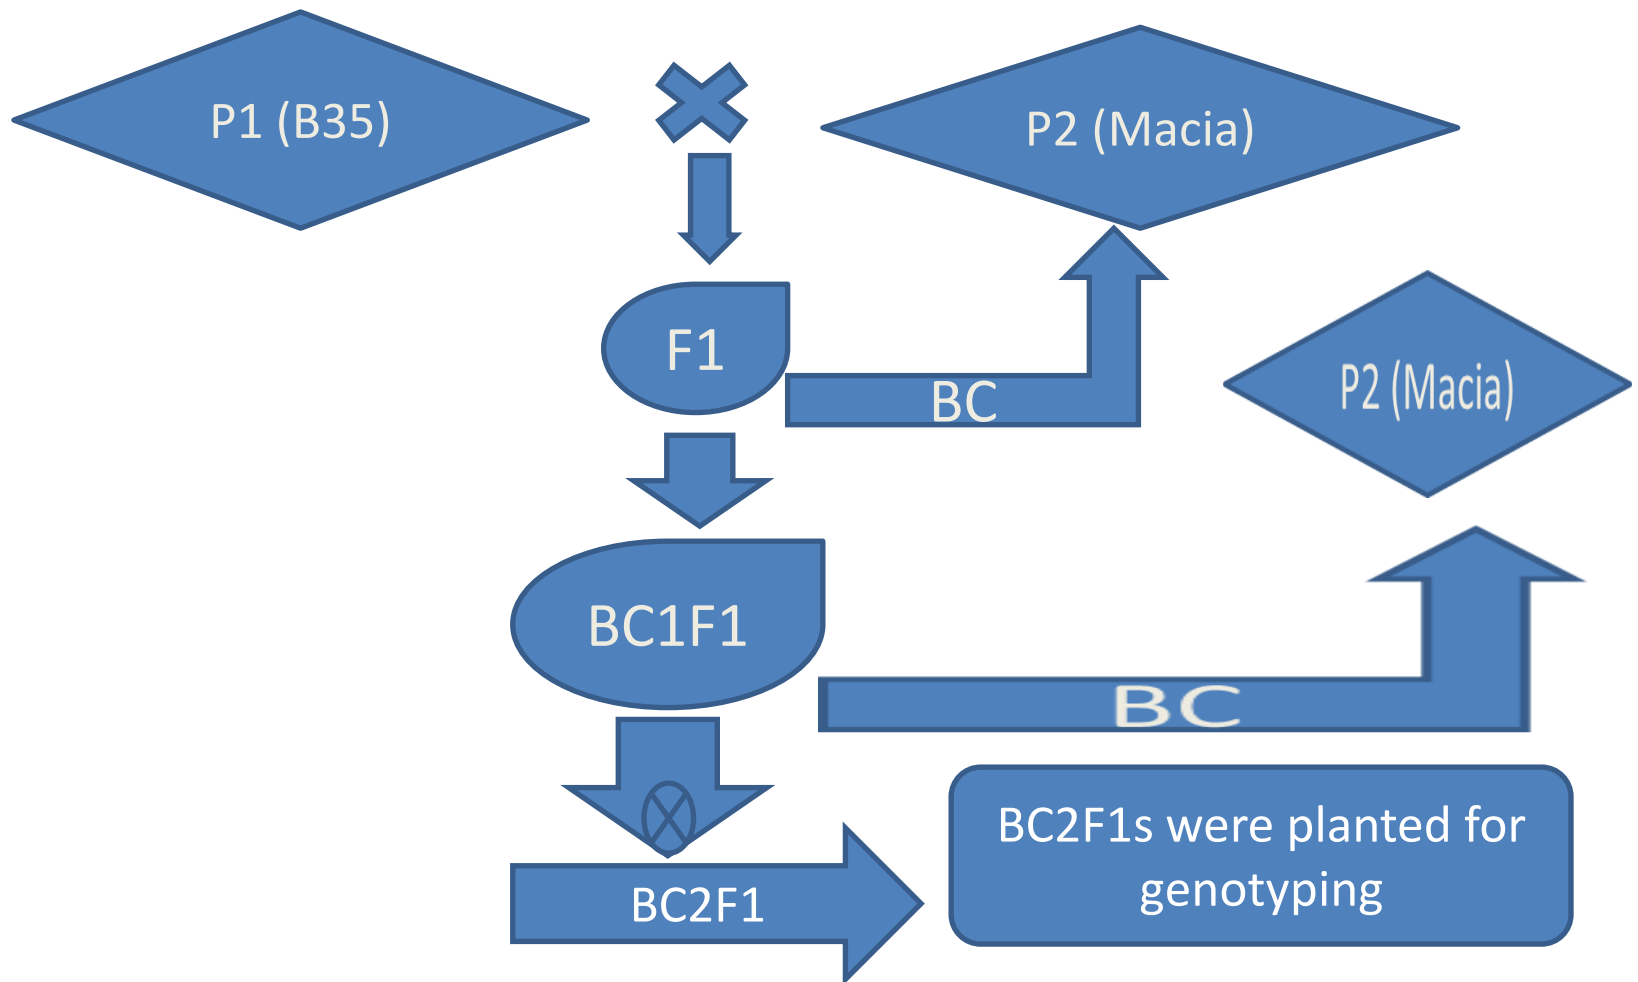 P1 (B35)
P2 (Macia)
F1
BC
P2 (Macia)
BC1F1
BC
BC2F1s were planted for
genotyping
BC2F1